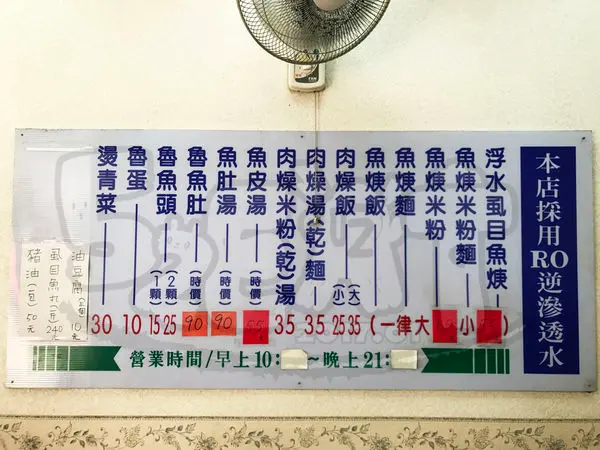 本店採用RO逆滲透水
浮水虱目魚焿
魚焿米粉麵
魚焿米粉
魚焿麵
魚焿飯
肉燥飯 (大) 35
(小) 25
肉燥湯(乾)麵 35
肉燥米粉(乾)湯 35
魚皮湯 (時價)
魚肚湯 (時價) 90
魯魚肚 (時價) 90
魯魚頭 (2顆) 25
(1顆) 15
魯蛋 10
燙青菜 30
(一律大 小 )
油豆腐 10元
虱目魚丸(一斤) 240元
豬油(一包) 50元
營業時間/早上10: ~晚上21: